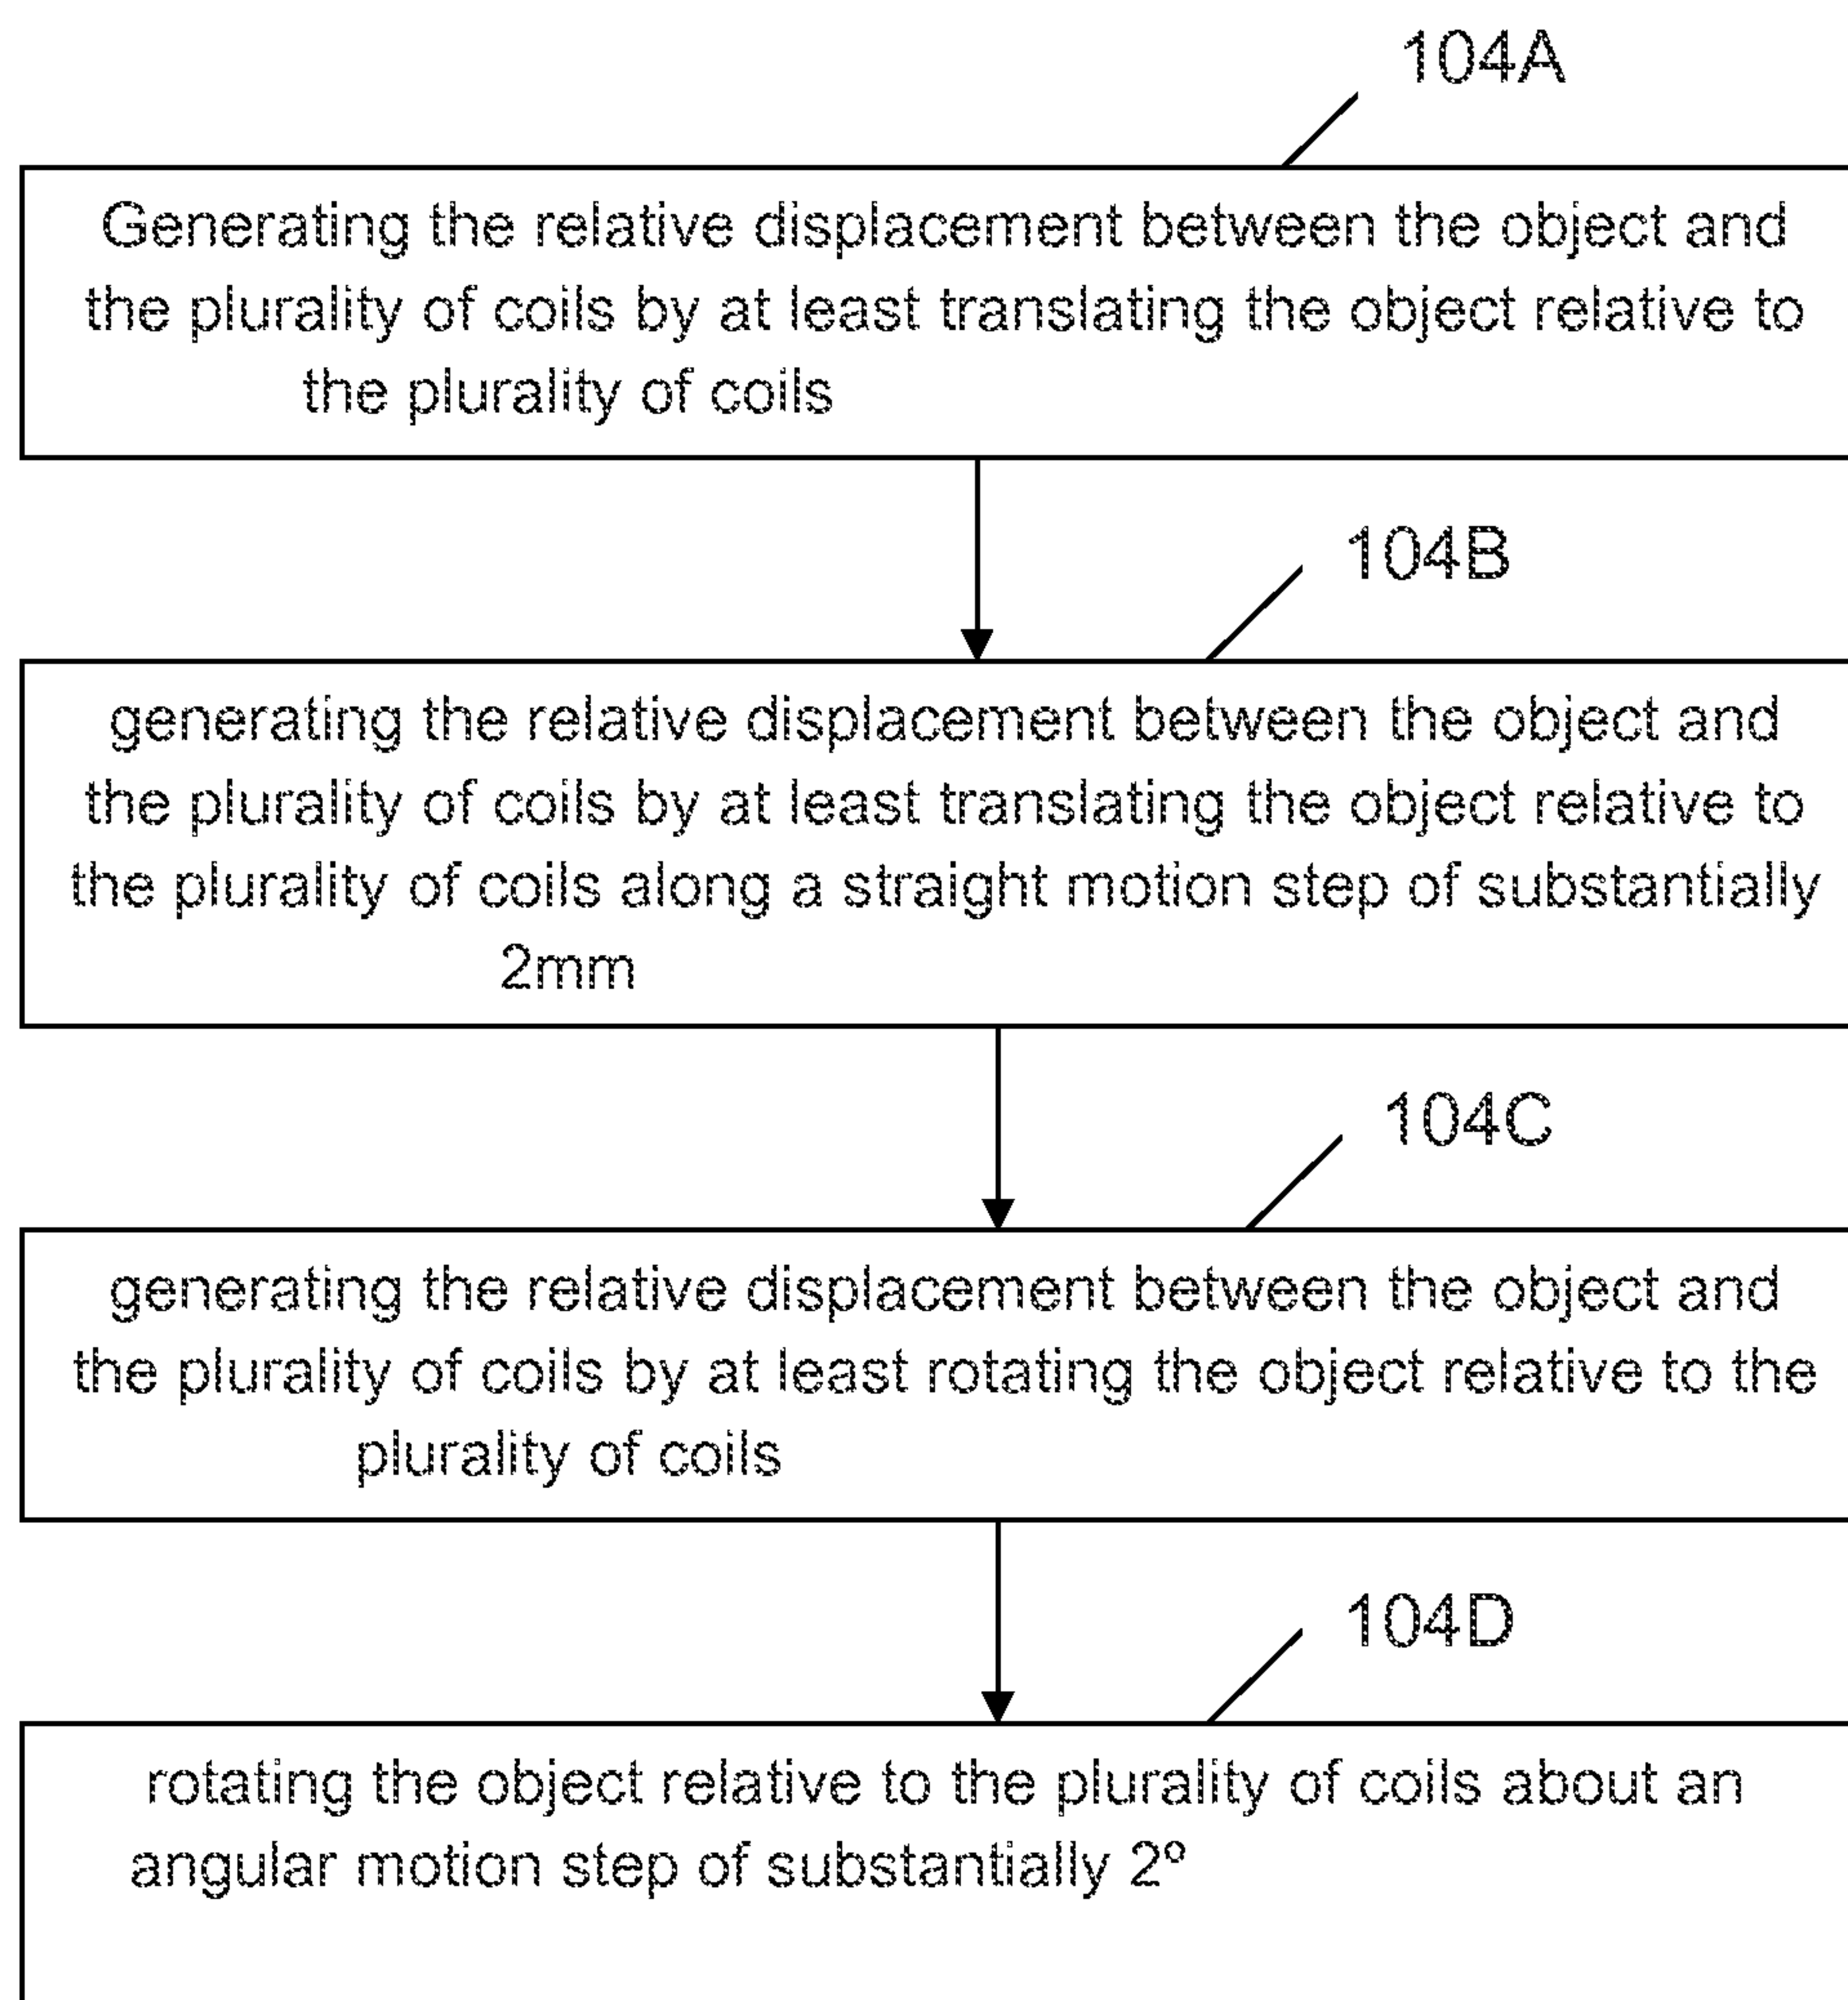 104A
Generating the relative displacement between the object and
the plurality of coils by at least translating the object relative to
the plurality of coils
104B
generating the relative displacement between the object and
the plurality of coils by at least translating the object relative to
the plurality of coils along a straight motion step of substantially
2mm
104C
generating the relative displacement between the object and
the plurality of coils by at least rotating the object relative to the
plurality of coils
104D
rotating the object relative to the plurality of coils about an
angular motion step of substantially 2º